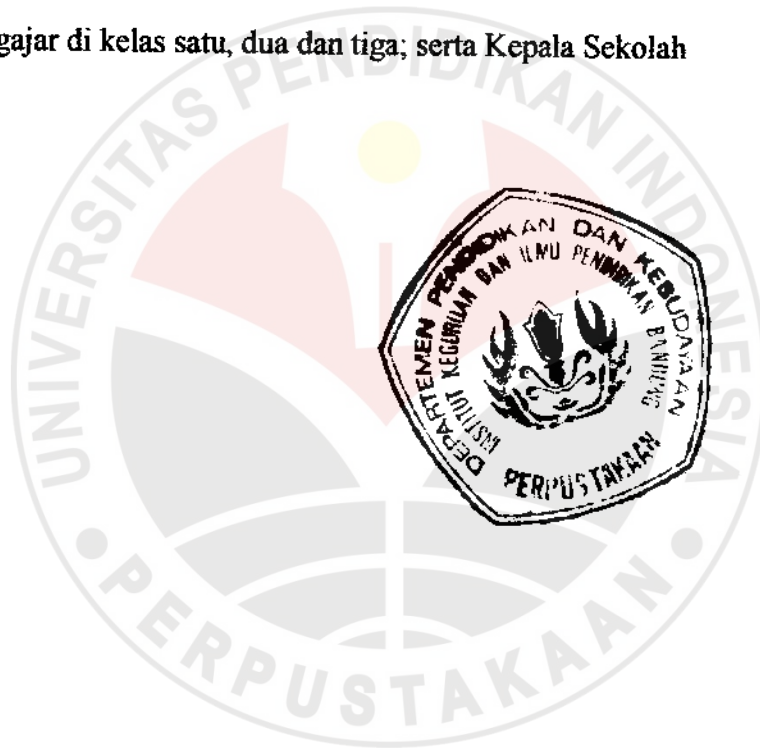 gajar di kelas satu, dua dan tiga; serta Kepala Sekolah
UNIVERSITAS PENDIDIKAN INDONESIA
PERPUSTAKAAN
DEPARTEMEN PENDIDIKAN DAN KEBUDAYAAN
INSTITUT KEGURUAN DAN ILMU PENDIDIKAN BANDUNG
PERPUSTAKAAN